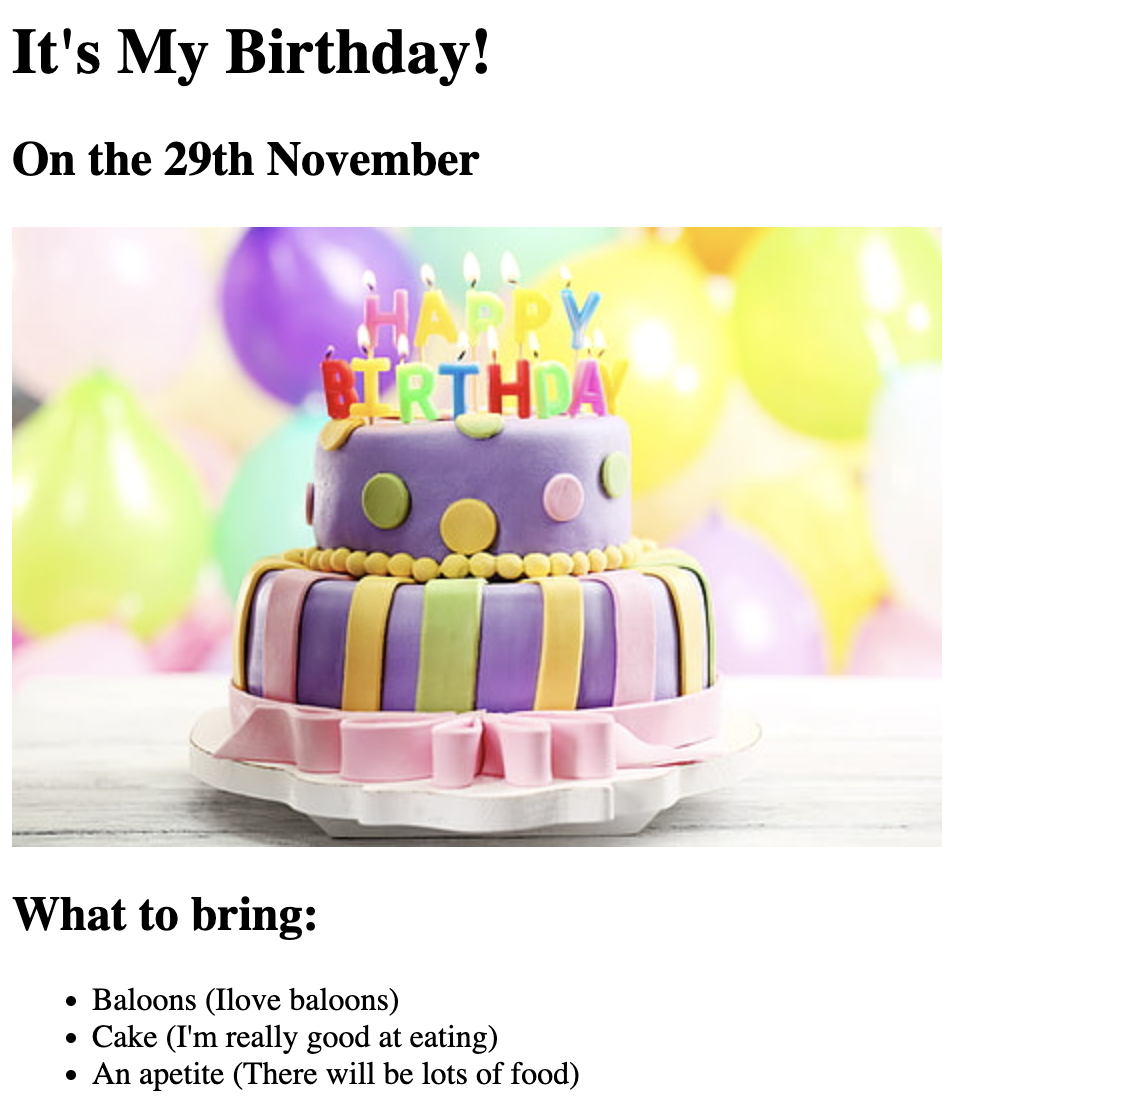 It's My Birthday!
On the 29th November
HAPPY
BIRTHDAY
What to bring:
Baloons (Ilove baloons)
Cake (I'm really good at eating)
An apetite (There will be lots of food)